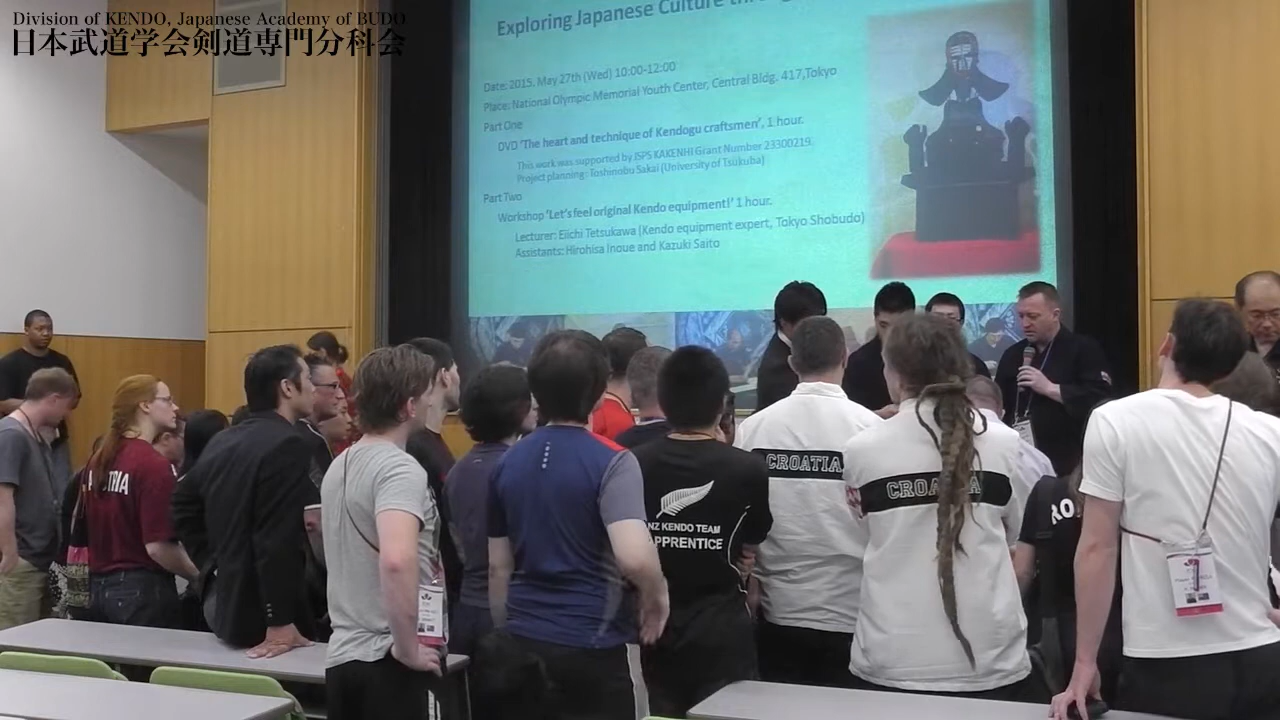 Division of KENDO, Japanese Academy of BUDO
日本武道学会剣道専門分科会
Exploring Japanese Culture
Date: 2015. May 27th (Wed) 10:00-12:00
Place: National Olympic Memorial Youth Center, Central Bldg. 417,Tokyo
Part One
DVD 'The heart and technique of Kendogu craftsmen', 1 hour.
This work was supported by JSPS KAKENHI Grant Number 23300219.
Project planning: Toshinobu Sakai (University of Tsukuba)
Part Two
Workshop 'Let's feel original Kendo equipment!' 1 hour.
Lecturer: Eiichi Tetsukawa (Kendo equipment expert, Tokyo Shobudo)
Assistants: Hirohisa Inoue and Kazuki Saito
CROATIA
CROATIA
NZ KENDO TEAM
APPRENTICE
RO